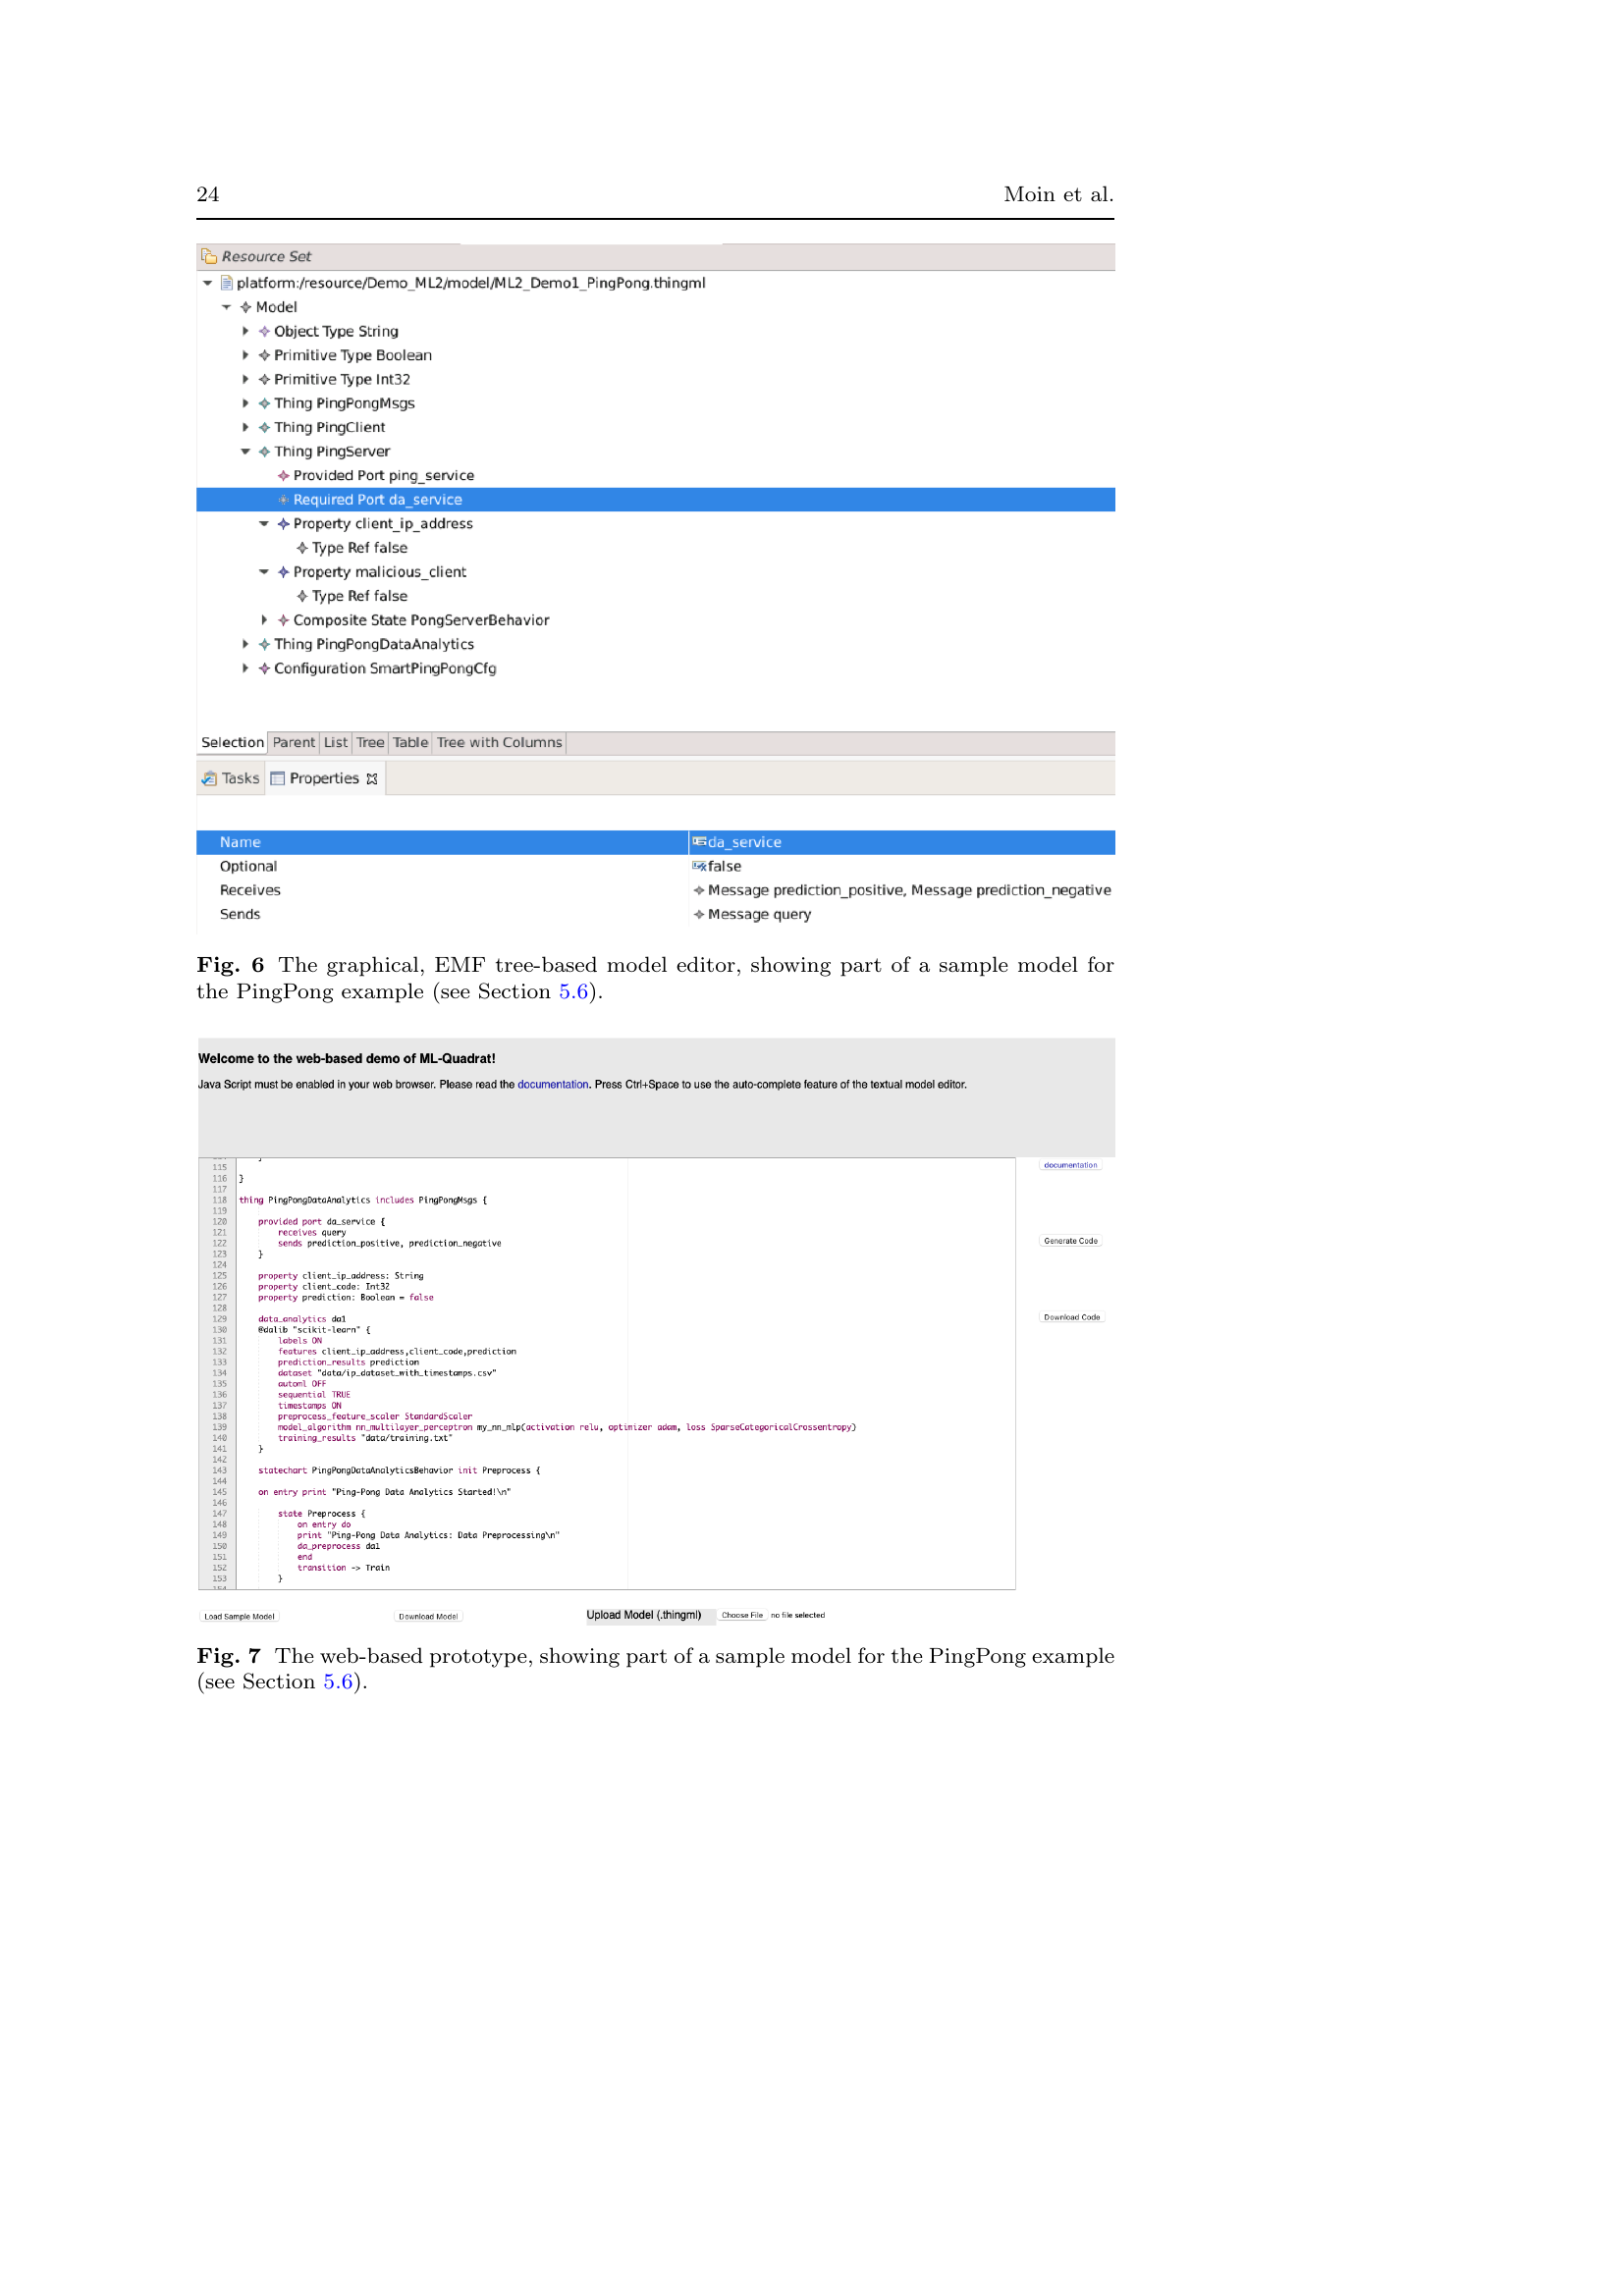 24 Moin et al.
Resource Set
platform:/resource/Demo_ML2/model/ML2_Demo1_PingPong.thingml
Model
Object Type String
Primitive Type Boolean
Primitive Type Int32
Thing PingPongMsgs
Thing PingClient
Thing PingServer
Provided Port ping_service
Required Port da_service
Property client_ip_address
Type Ref false
Property malicious_client
Type Ref false
Composite State PongServerBehavior
Thing PingPongDataAnalytics
Configuration SmartPingPongCfg
Selection Parent List Tree Table Tree with Columns
Tasks Properties
Name da_service
Optional false
Receives Message prediction_positive, Message prediction_negative
Sends Message query
Fig. 6 The graphical, EMF tree-based model editor, showing part of a sample model for
the PingPong example (see Section 5.6).
Welcome to the web-based demo of ML-Quadrat!
Java Script must be enabled in your web browser. Please read the documentation. Press Ctrl+Space to use the auto-complete feature of the textual model editor.
115 documentation
116 }
117
118 thing PingPongDataAnalytics includes PingPongMsgs {
119
120 provided port da_service {
121 receives query
122 sends prediction_positive, prediction_negative
Generate Code
123 }
124
125 property client_ip_address: String
126 property client_code: Int32
127 property prediction: Boolean = false
128
129 data_analytics da1
Download Code
130 @dalib "scikit-learn" {
131 labels ON
132 features client_ip_address,client_code,prediction
133 prediction_results prediction
134 dataset "data/ip_dataset_with_timestamps.csv"
135 automl OFF
136 sequential TRUE
137 timestamps ON
138 preprocess_feature_scaler StandardScaler
139 model_algorithm nn_multilayer_perceptron my_nn_mlp(activation relu, optimizer adam, loss SparseCategoricalCrossentropy)
140 training_results "data/training.txt"
141 }
142
143 statechart PingPongDataAnalyticsBehavior init Preprocess {
144
145 on entry print "Ping-Pong Data Analytics Started!\n"
146
147 state Preprocess {
148 on entry do
149 print "Ping-Pong Data Analytics: Data Preprocessing\n"
150 da_preprocess da1
151 end
152 transition -> Train
153 }
Load Sample Model Download Model Upload Model (.thingml) Choose File no file selected
Fig. 7 The web-based prototype, showing part of a sample model for the PingPong example
(see Section 5.6).